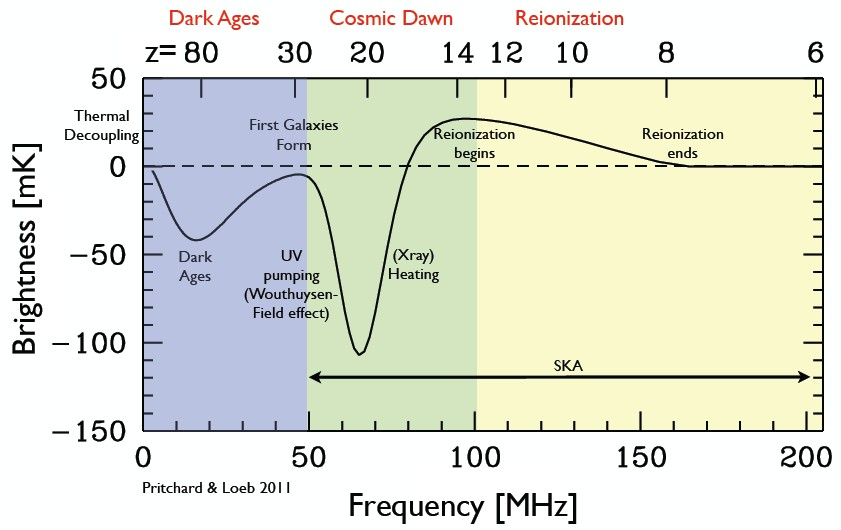 Dark Ages Cosmic Dawn Reionization
z= 80 30 20 14 12 10 8 6
50
Thermal
Decoupling
First Galaxies
Form
Reionization
begins
Reionization
ends
0
Dark
Ages
UV
pumping
(Wouthuysen-
Field effect)
(Xray)
Heating
−50
−100
SKA
−150
Brightness [mK]
0 50 100 150 200
Pritchard & Loeb 2011
Frequency [MHz]